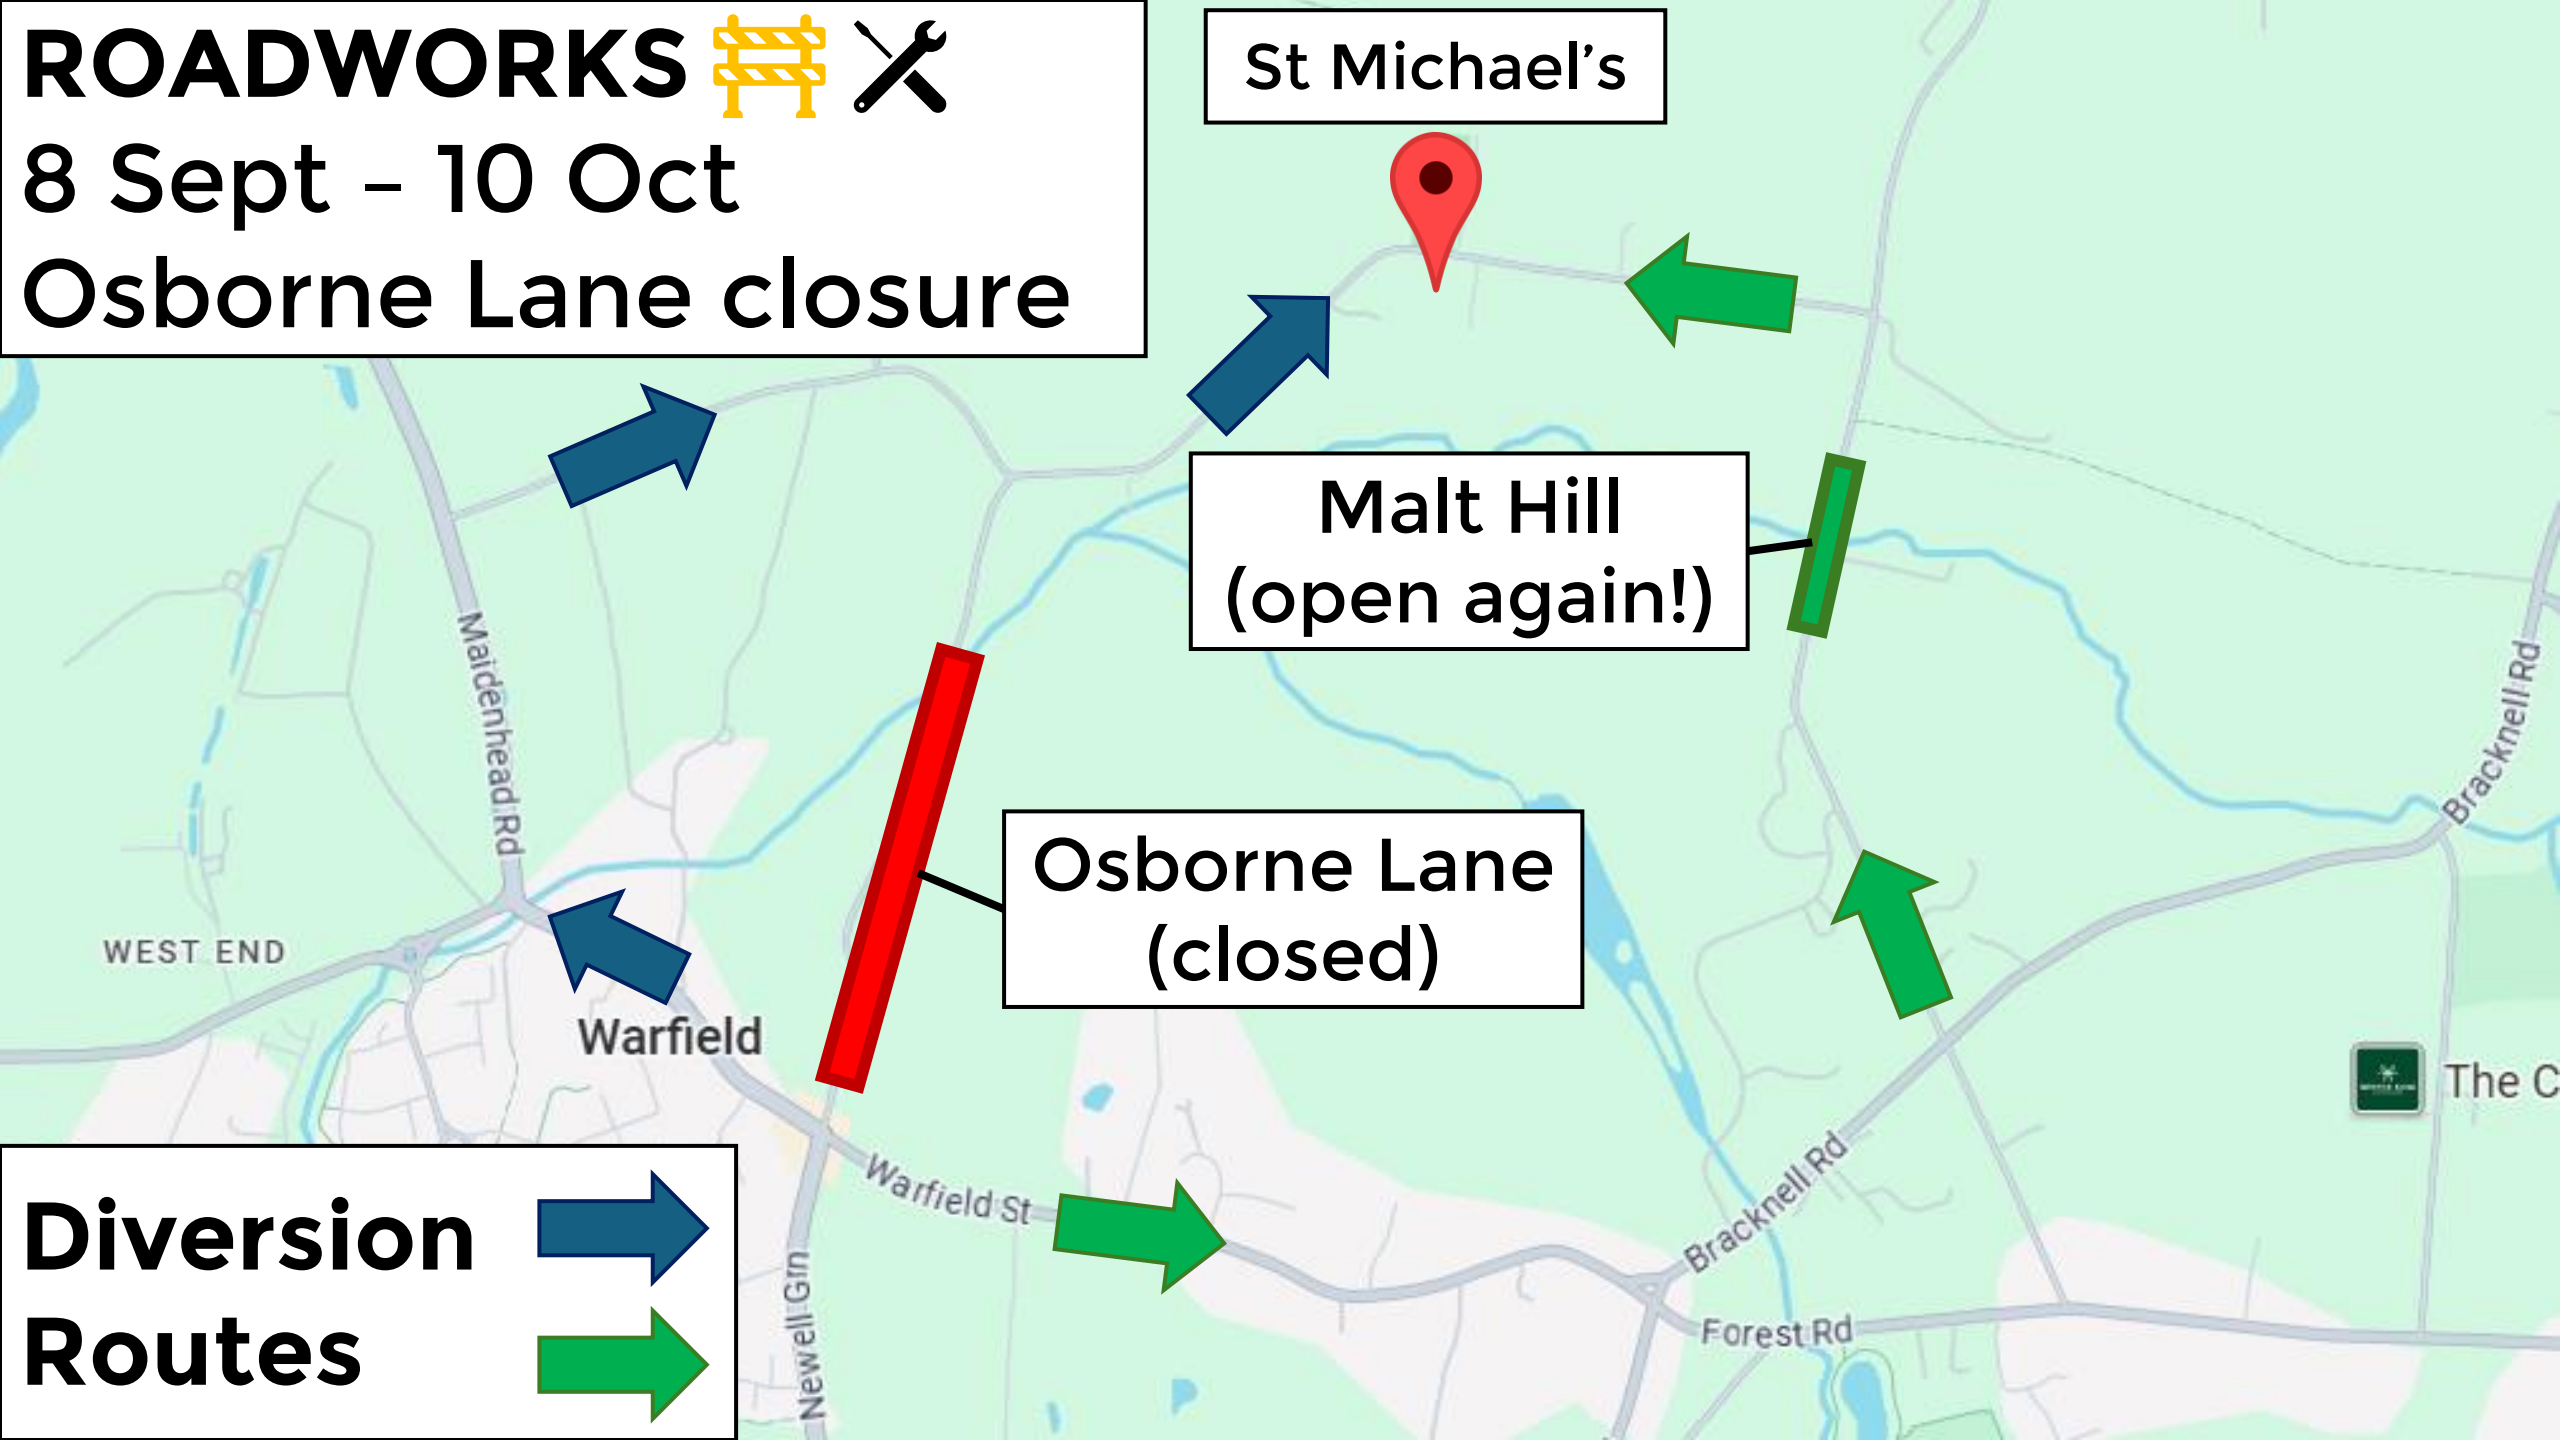 ROADWORKS
8 Sept – 10 Oct
Osborne Lane closure
St Michael’s
Malt Hill
(open again!)
Maidenhead Rd
Bracknell Rd
Osborne Lane
(closed)
WEST END
Warfield
The C
Warfield St
Bracknell Rd
Newell Grn
Forest Rd
Diversion
Routes